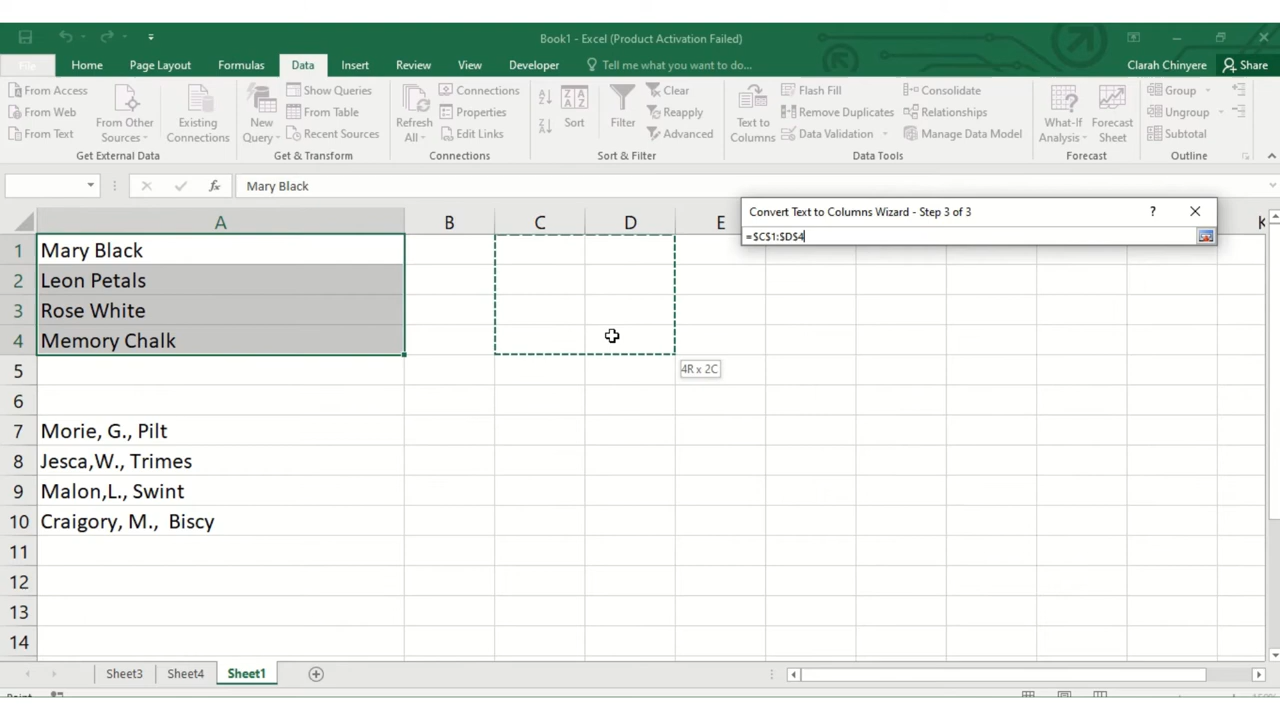 Book1 - Excel (Product Activation Failed)
File Home Page Layout Formulas Data Insert Review View Developer Tell me what you want to do... Clarah Chinyere Share
From Access
From Web
From Text
From Other Sources
Existing Connections
Get External Data
New Query
Show Queries
From Table
Recent Sources
Get & Transform
Refresh All
Connections
Properties
Edit Links
Connections
Sort
Filter
Clear
Reapply
Advanced
Sort & Filter
Text to Columns
Flash Fill
Remove Duplicates
Data Validation
Consolidate
Relationships
Manage Data Model
Data Tools
What-If Analysis
Forecast Sheet
Forecast
Group
Ungroup
Subtotal
Outline
fx Mary Black
Convert Text to Columns Wizard - Step 3 of 3 ?
=$C$1:$D$4
A B C D E K
1 Mary Black
2 Leon Petals
3 Rose White
4 Memory Chalk
4R x 2C
5
6
7 Morie, G., Pilt
8 Jesca,W., Trimes
9 Malon,L., Swint
10 Craigory, M.,  Biscy
11
12
13
14
Sheet3 Sheet4 Sheet1